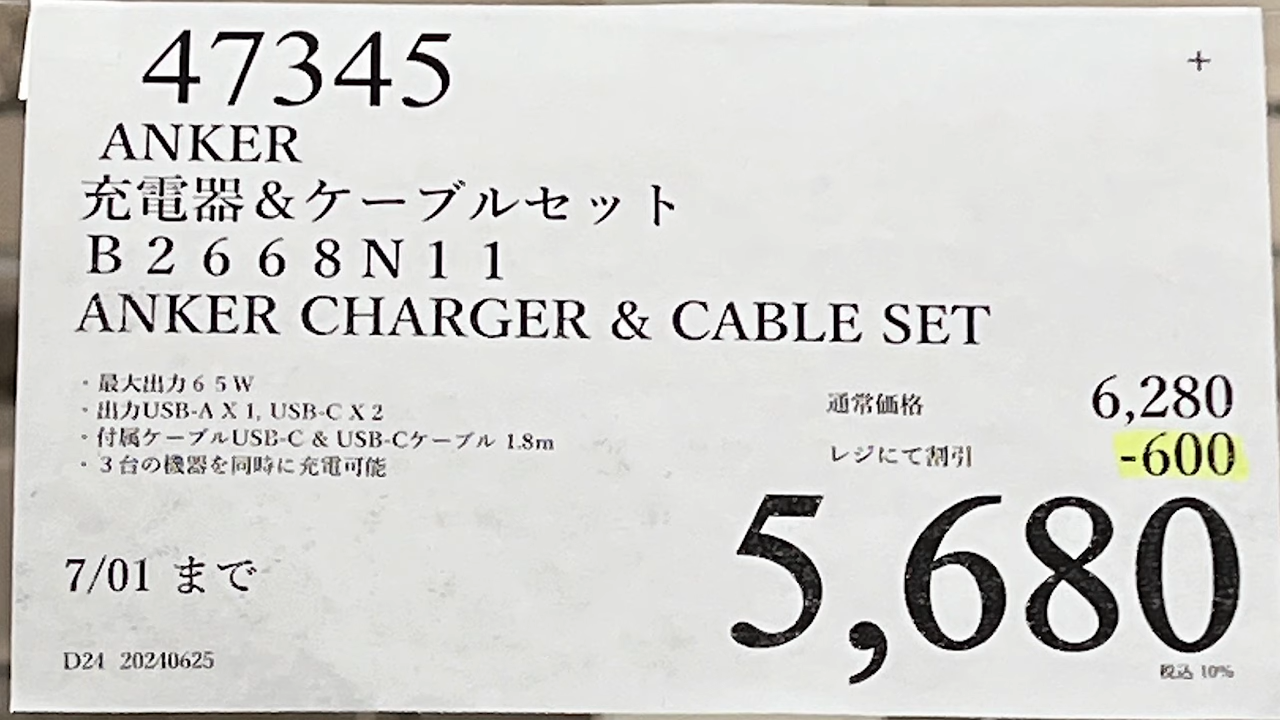 47345
+
ANKER
充電器&ケーブルセット
B2668N11
ANKER CHARGER & CABLE SET
・最大出力65W
・出力USB-A X 1, USB-C X 2
・付属ケーブルUSB-C & USB-Cケーブル 1.8m
・3台の機器を同時に充電可能
通常価格 6,280
レジにて割引 -600
5,680
税込 10%
7/01 まで
D24 20240625